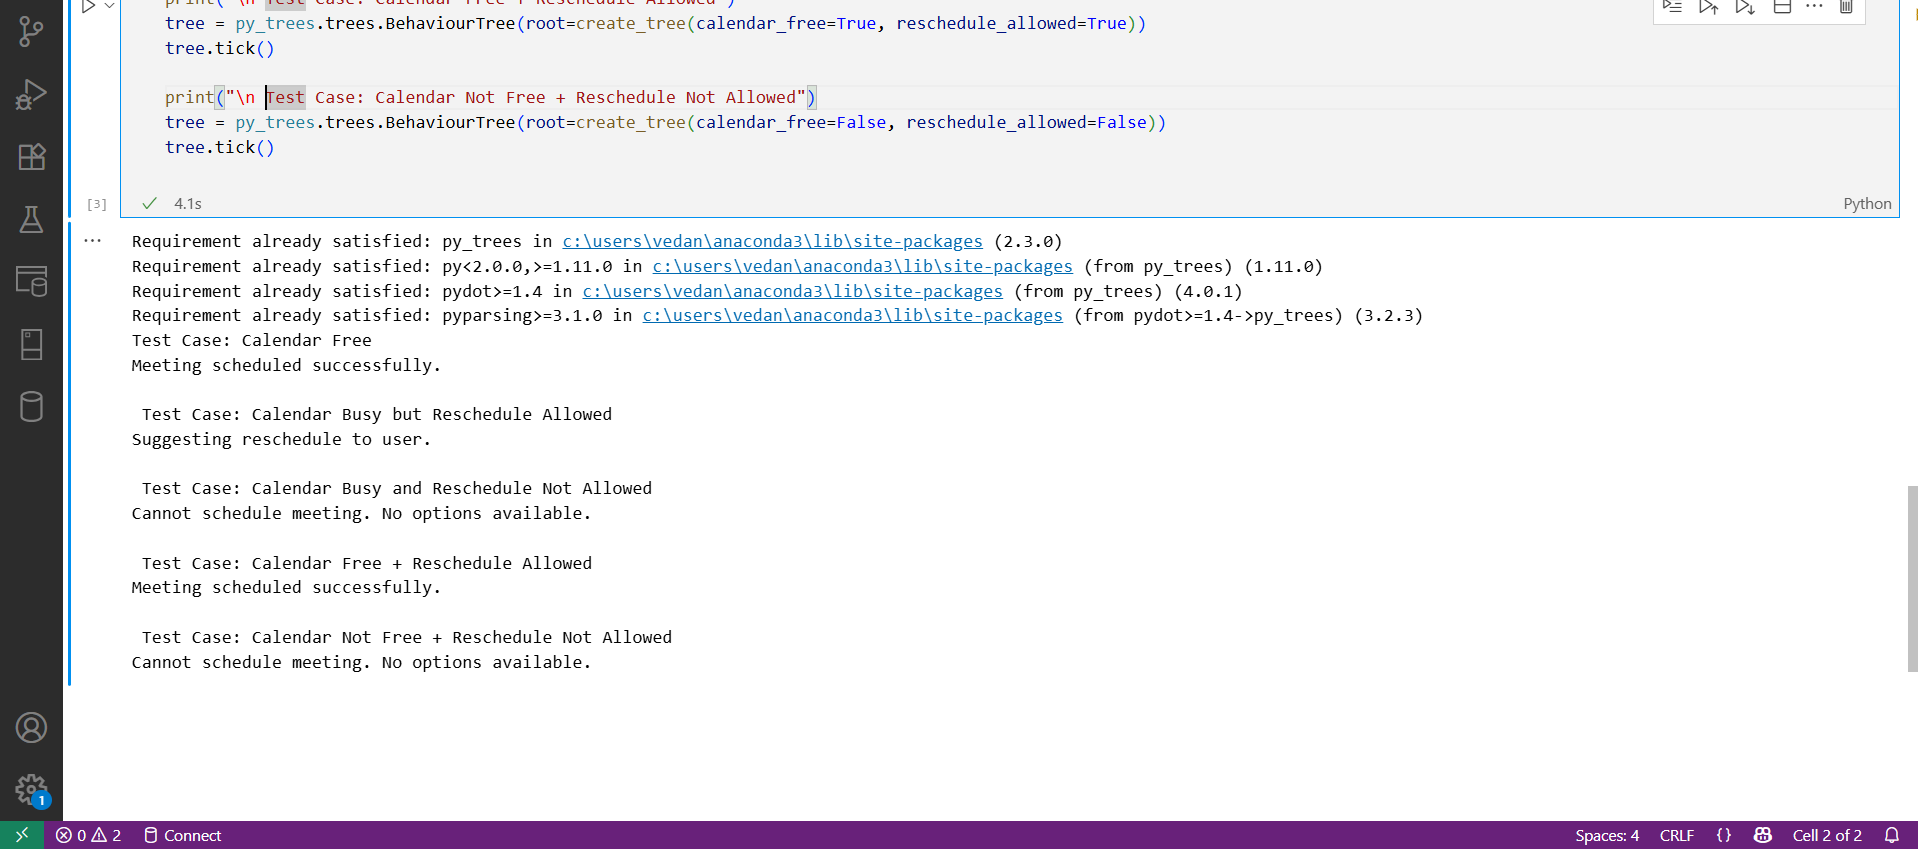 print("\n Test Case: Calendar Free + Reschedule Allowed")
tree = py_trees.trees.BehaviourTree(root=create_tree(calendar_free=True, reschedule_allowed=True))
tree.tick()
print("\n Test Case: Calendar Not Free + Reschedule Not Allowed")
tree = py_trees.trees.BehaviourTree(root=create_tree(calendar_free=False, reschedule_allowed=False))
tree.tick()
[3] 4.1s Python
Requirement already satisfied: py_trees in c:\users\vedan\anaconda3\lib\site-packages (2.3.0)
Requirement already satisfied: py<2.0.0,>=1.11.0 in c:\users\vedan\anaconda3\lib\site-packages (from py_trees) (1.11.0)
Requirement already satisfied: pydot>=1.4 in c:\users\vedan\anaconda3\lib\site-packages (from py_trees) (4.0.1)
Requirement already satisfied: pyparsing>=3.1.0 in c:\users\vedan\anaconda3\lib\site-packages (from pydot>=1.4->py_trees) (3.2.3)
Test Case: Calendar Free
Meeting scheduled successfully.
Test Case: Calendar Busy but Reschedule Allowed
Suggesting reschedule to user.
Test Case: Calendar Busy and Reschedule Not Allowed
Cannot schedule meeting. No options available.
Test Case: Calendar Free + Reschedule Allowed
Meeting scheduled successfully.
Test Case: Calendar Not Free + Reschedule Not Allowed
Cannot schedule meeting. No options available.
1
0 2 Connect Spaces: 4 CRLF {} Cell 2 of 2